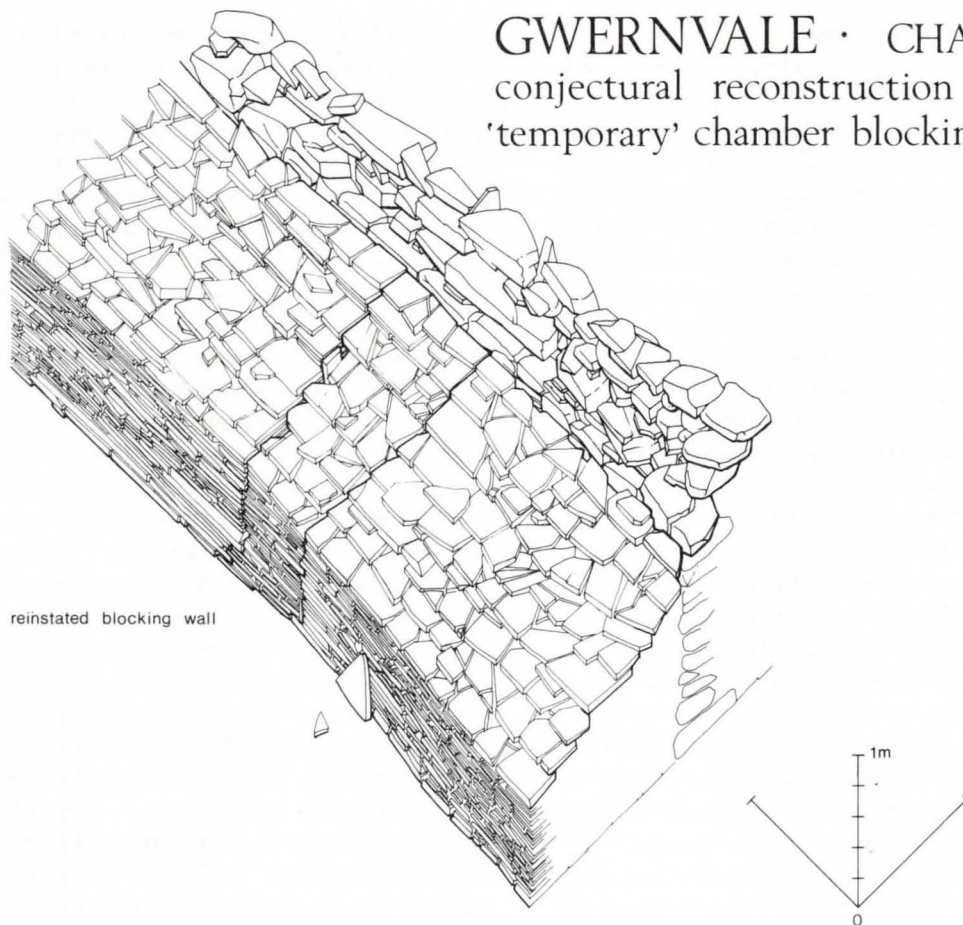 GWERNVALE · CHA
conjectural reconstruction
'temporary' chamber blockin
reinstated blocking wall
1m
0